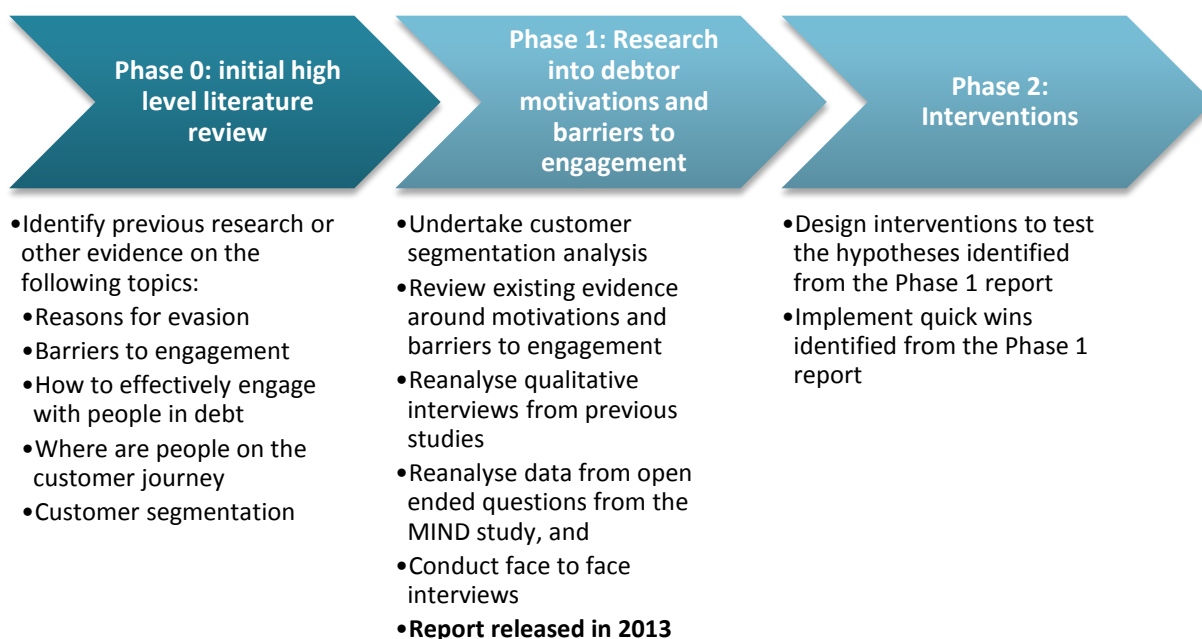 Phase 0: initial high
level literature
review
•Identify previous research or
other evidence on the
following topics:
•Reasons for evasion
•Barriers to engagement
•How to effectively engage
with people in debt
•Where are people on the
customer journey
•Customer segmentation
Phase 1: Research
into debtor
motivations and
barriers to
engagement
•Undertake customer
segmentation analysis
•Review existing evidence
around motivations and
barriers to engagement
•Reanalyse qualitative
interviews from previous
studies
•Reanalyse data from open
ended questions from the
MIND study, and
•Conduct face to face
interviews
•Report released in 2013
Phase 2:
Interventions
•Design interventions to test
the hypotheses identified
from the Phase 1 report
•Implement quick wins
identified from the Phase 1
report